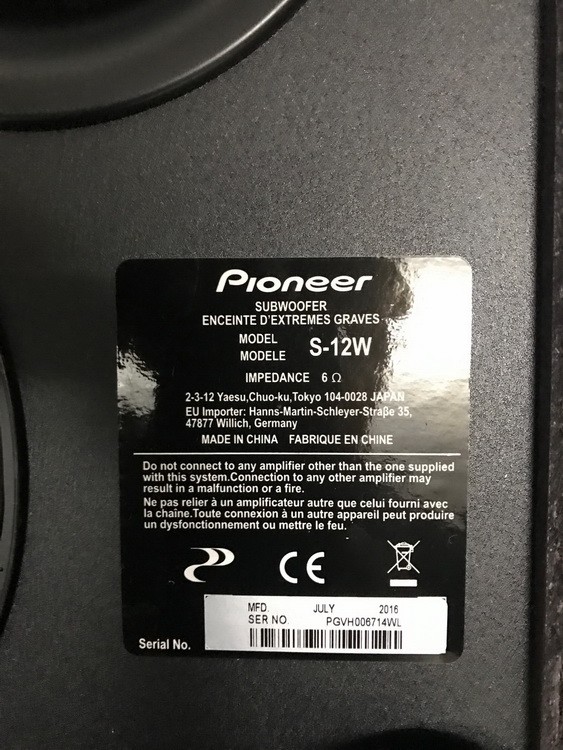 Pioneer
SUBWOOFER
ENCEINTE D'EXTREMES GRAVES
MODEL
MODELE S-12W
IMPEDANCE 6 Ω
2-3-12 Yaesu,Chuo-ku,Tokyo 104-0028 JAPAN
EU Importer: Hanns-Martin-Schleyer-Straße 35,
47877 Willich, Germany
MADE IN CHINA FABRIQUE EN CHINE
Do not connect to any amplifier other than the one supplied
with this system.Connection to any other amplifier may
result in a malfunction or a fire.
Ne pas relier à un amplificateur autre que celui fourni avec
la chaîne.Toute connexion à un autre appareil peut produire
un dysfonctionnement ou mettre le feu.
CE
MFD. JULY 2016
SER NO. PGVH006714WL
Serial No.